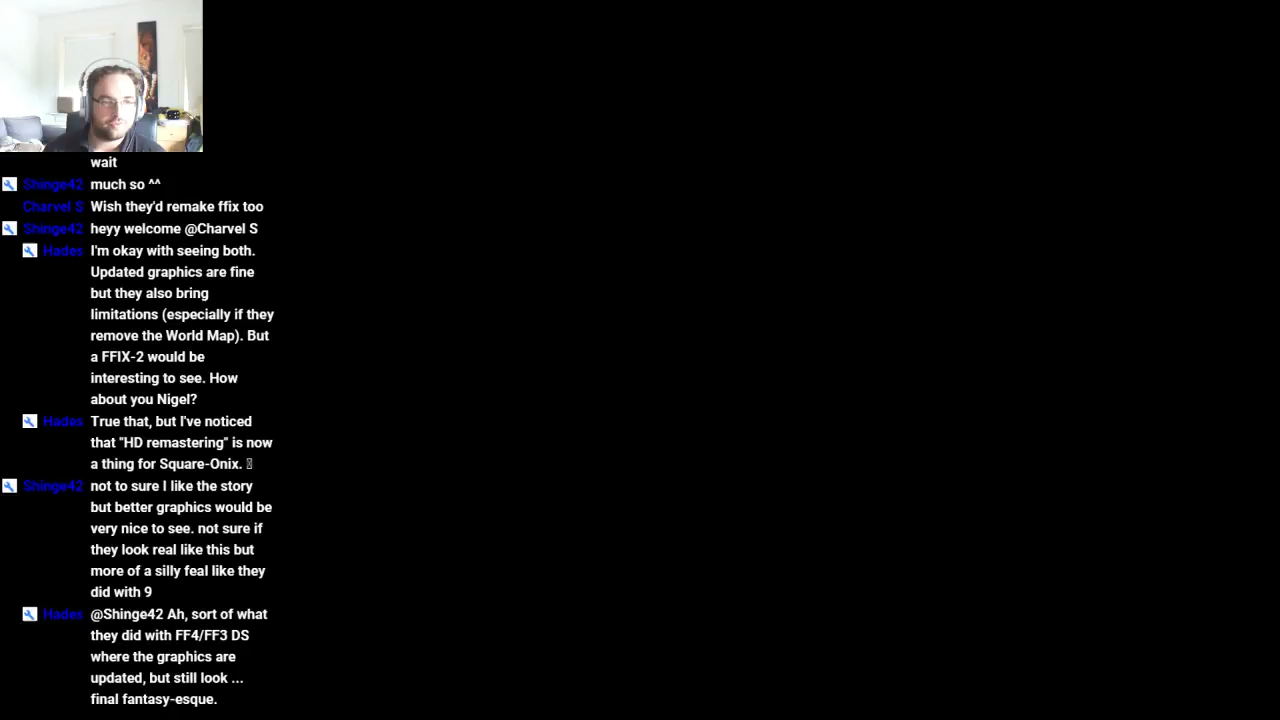 wait
Shinge42 much so ^^
Charvel S Wish they'd remake ffix too
Shinge42 heyy welcome @Charvel S
Hades I'm okay with seeing both.
Updated graphics are fine
but they also bring
limitations (especially if they
remove the World Map). But
a FFIX-2 would be
interesting to see. How
about you Nigel?
Hades True that, but I've noticed
that "HD remastering" is now
a thing for Square-Onix.
Shinge42 not to sure I like the story
but better graphics would be
very nice to see. not sure if
they look real like this but
more of a silly feal like they
did with 9
Hades @Shinge42 Ah, sort of what
they did with FF4/FF3 DS
where the graphics are
updated, but still look ...
final fantasy-esque.